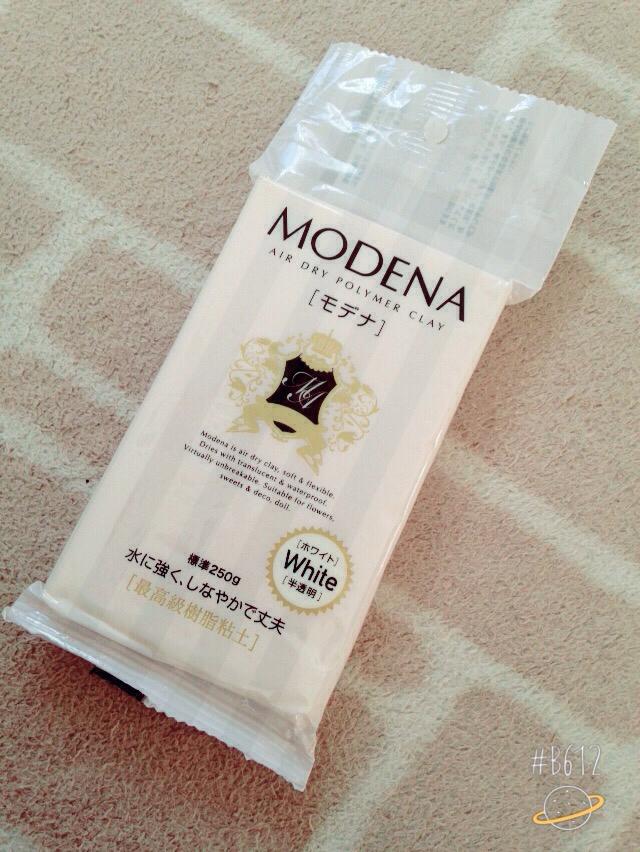 MODENA
AIR DRY POLYMER CLAY
[モデナ]
M
Modena is air dry clay, soft & flexible.
Dries with translucent & waterproof.
Virtually unbreakable. Suitable for flowers,
sweets & deco, doll.
標準250g
水に強く、しなやかで丈夫
[最高級樹脂粘土]
[ホワイト]
White
[半透明]
#B612